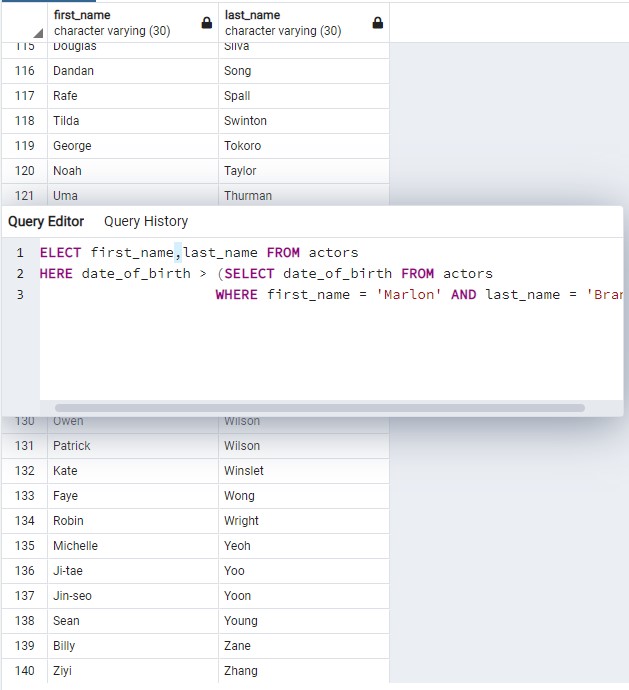 first_name last_name
character varying (30) character varying (30)
115 Douglas Silva
116 Dandan Song
117 Rafe Spall
118 Tilda Swinton
119 George Tokoro
120 Noah Taylor
121 Uma Thurman
Query Editor Query History
1 ELECT first_name,last_name FROM actors
2 HERE date_of_birth > (SELECT date_of_birth FROM actors
3 WHERE first_name = 'Marlon' AND last_name = 'Bran
130 Owen Wilson
131 Patrick Wilson
132 Kate Winslet
133 Faye Wong
134 Robin Wright
135 Michelle Yeoh
136 Ji-tae Yoo
137 Jin-seo Yoon
138 Sean Young
139 Billy Zane
140 Ziyi Zhang